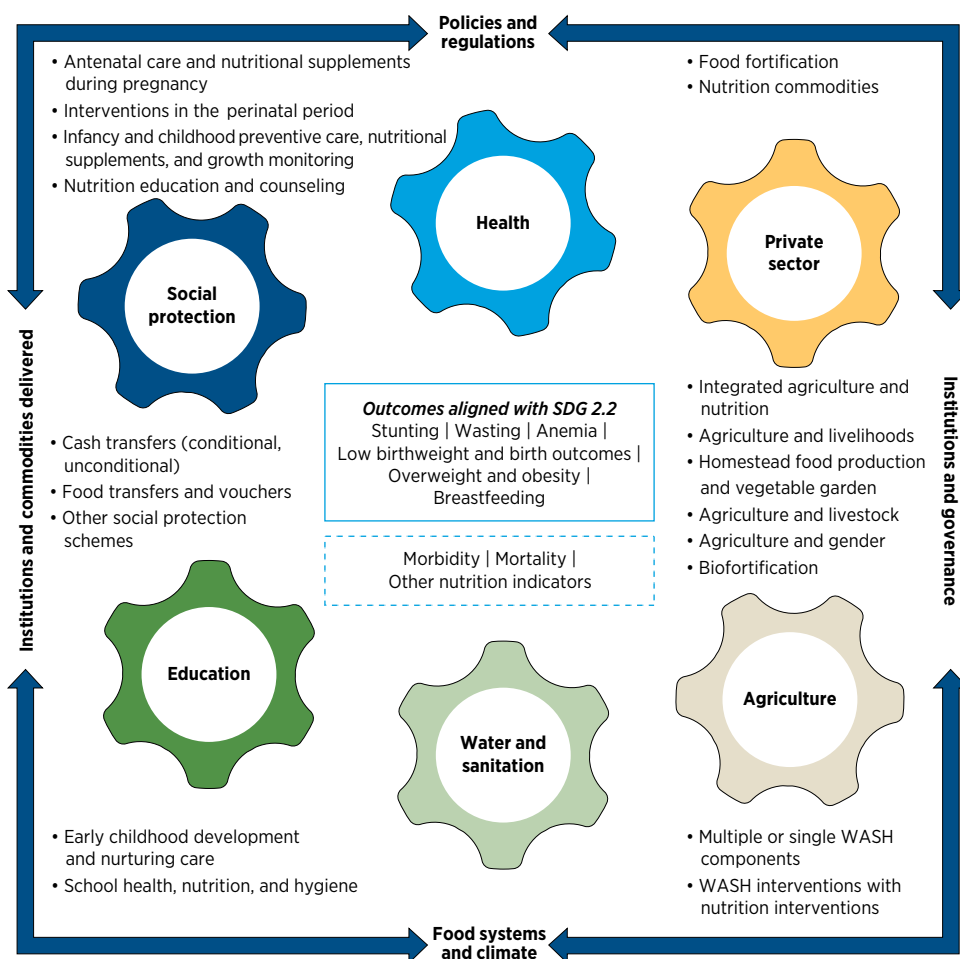 Policies and
regulations
• Antenatal care and nutritional supplements
during pregnancy
• Interventions in the perinatal period
• Infancy and childhood preventive care, nutritional
supplements, and growth monitoring
• Nutrition education and counseling
• Food fortification
• Nutrition commodities
Health
Private
sector
Social
protection
Institutions and commodities delivered
Institutions and governance
Outcomes aligned with SDG 2.2
Stunting | Wasting | Anemia |
Low birthweight and birth outcomes |
Overweight and obesity |
Breastfeeding
Morbidity | Mortality |
Other nutrition indicators
• Cash transfers (conditional,
unconditional)
• Food transfers and vouchers
• Other social protection
schemes
• Integrated agriculture and
nutrition
• Agriculture and livelihoods
• Homestead food production
and vegetable garden
• Agriculture and livestock
• Agriculture and gender
• Biofortification
Education
Water and
sanitation
Agriculture
• Early childhood development
and nurturing care
• School health, nutrition, and hygiene
• Multiple or single WASH
components
• WASH interventions with
nutrition interventions
Food systems
and climate